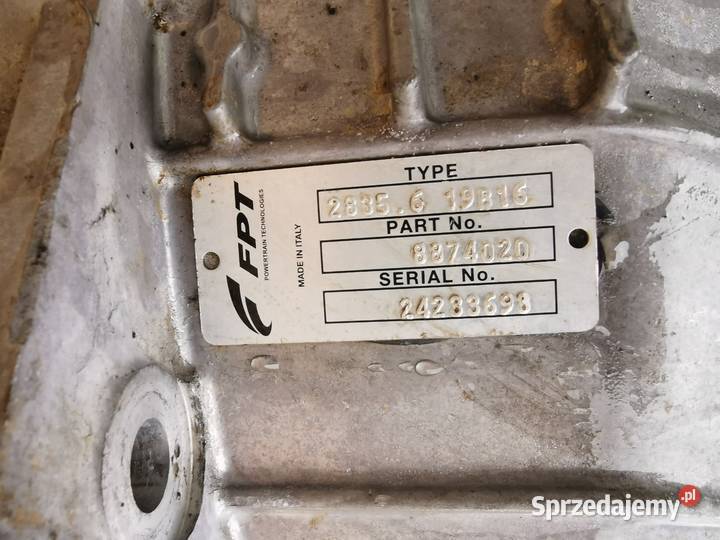 FPT
POWERTRAIN TECHNOLOGIES
MADE IN ITALY
TYPE
2835.6 19B16
PART No.
8874020
SERIAL No.
24283698
Sprzedajemy.pl